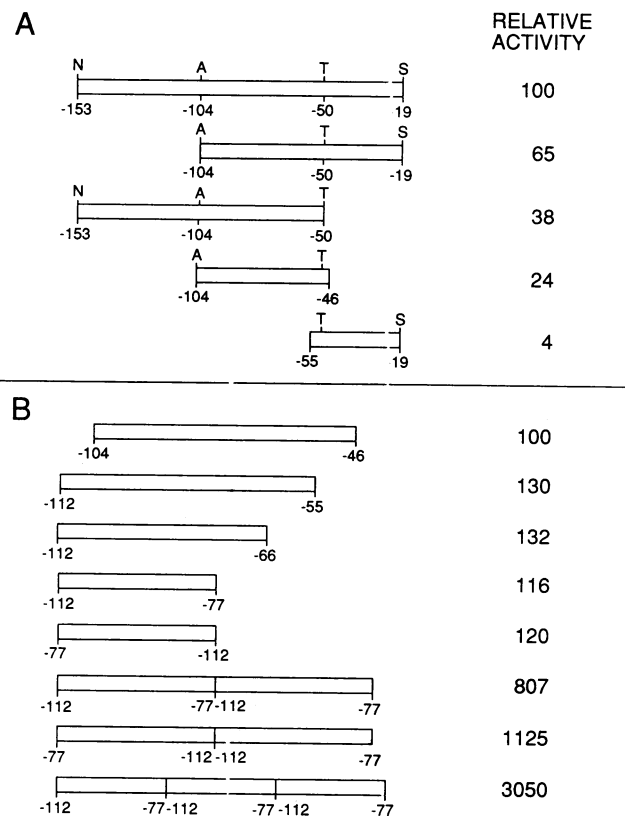 A
RELATIVE
ACTIVITY
N A T S
-153 -104 -50 19
100
A T S
-104 -50 -19
65
N A T
-153 -104 -50
38
A T
-104 -46
24
T S
-55 19
4
B
-104 -46
100
-112 -55
130
-112 -66
132
-112 -77
116
-77 -112
120
-112 -77 -112 -77
807
-77 -112 -112 -77
1125
-112 -77 -112 -77 -112 -77
3050